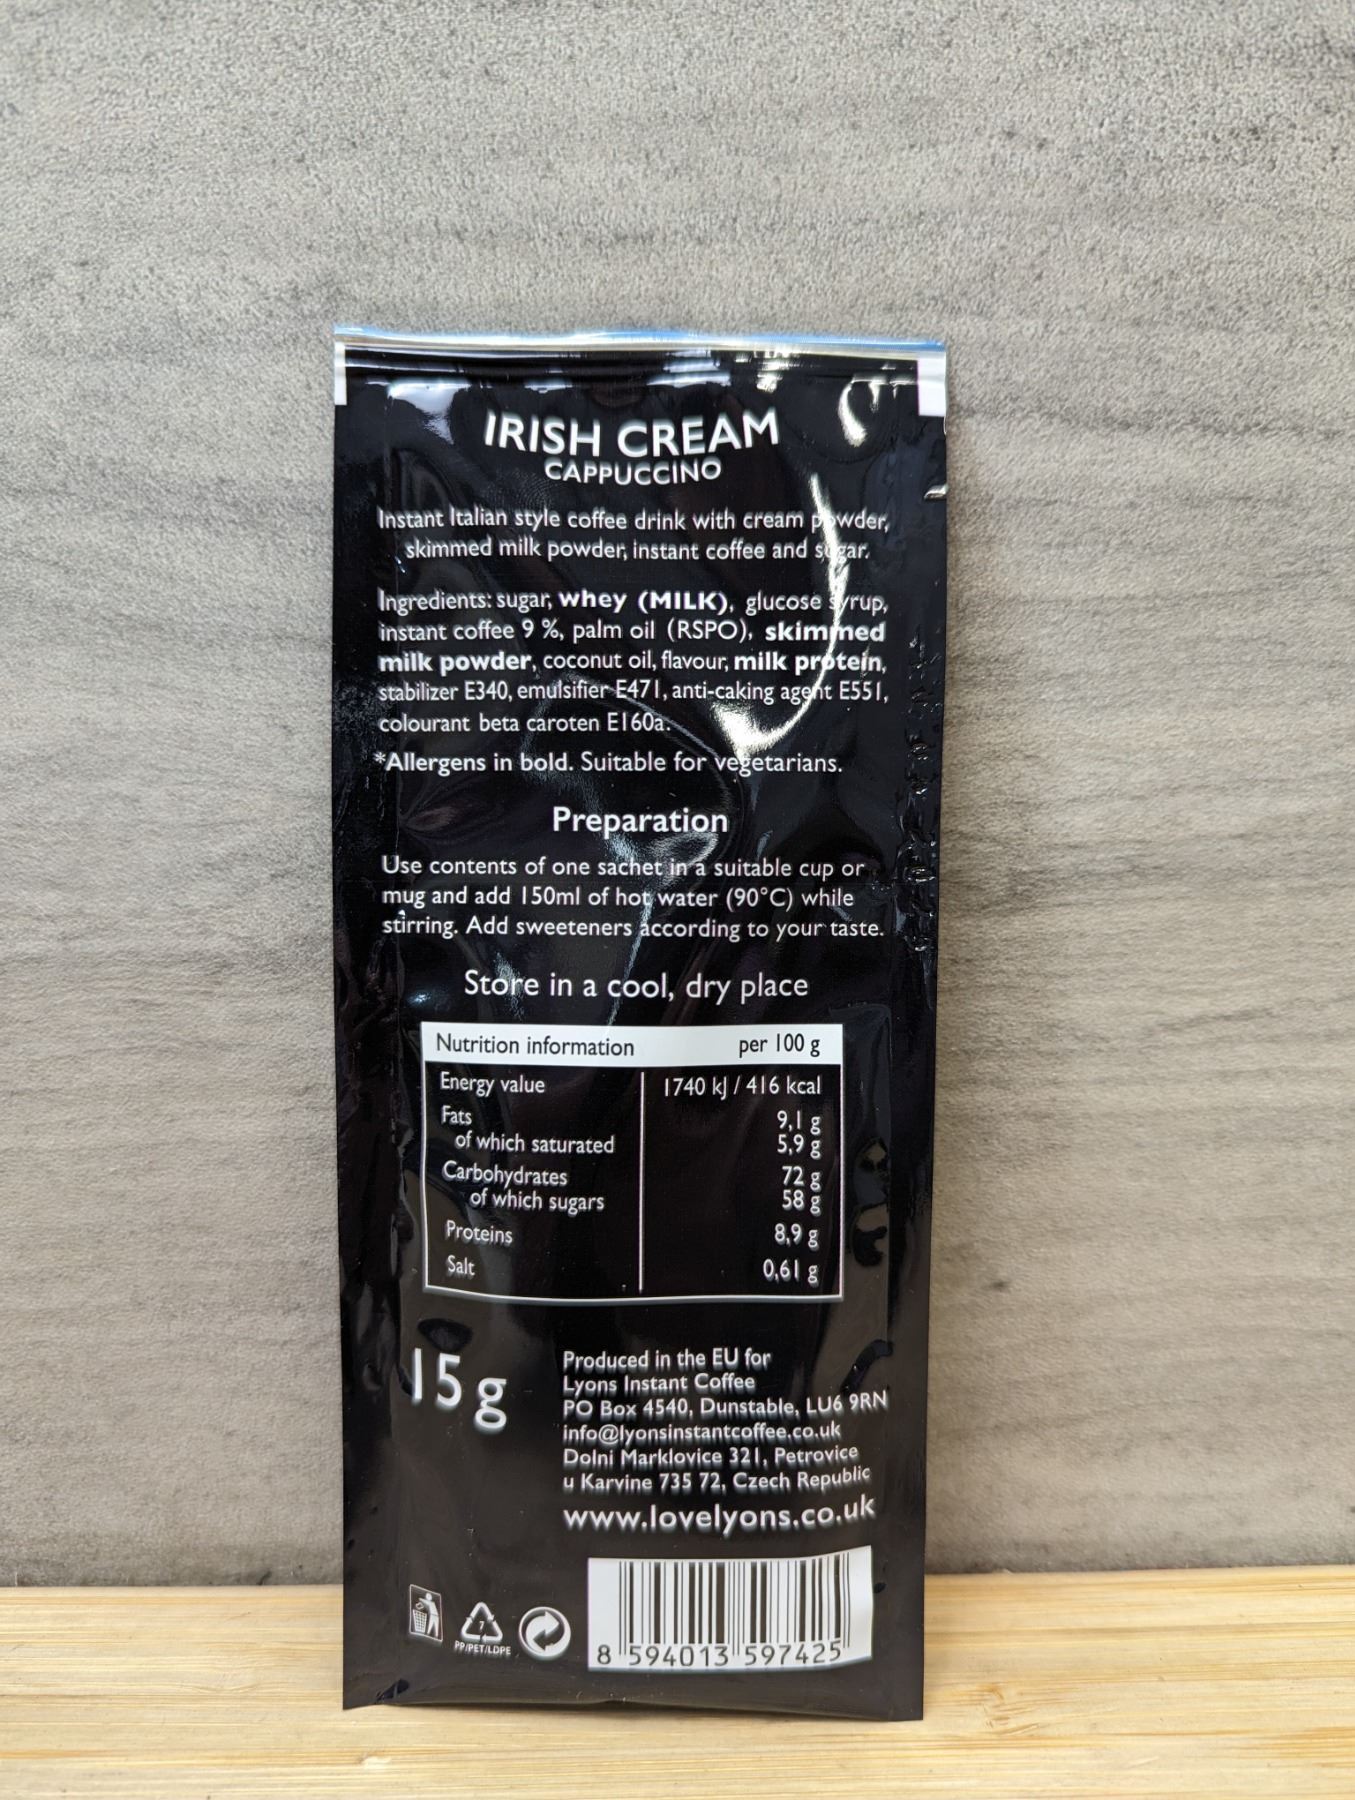 IRISH CREAM
CAPPUCCINO
Instant Italian style coffee drink with cream powder,
skimmed milk powder, instant coffee and sugar.
Ingredients: sugar, whey (MILK), glucose syrup,
instant coffee 9 %, palm oil (RSPO), skimmed
milk powder, coconut oil, flavour, milk protein,
stabilizer E340, emulsifier E471, anti-caking agent E551,
colourant beta caroten E160a.
*Allergens in bold. Suitable for vegetarians.
Preparation
Use contents of one sachet in a suitable cup or
mug and add 150ml of hot water (90°C) while
stirring. Add sweeteners according to your taste.
Store in a cool, dry place
Nutrition information per 100 g
Energy value 1740 kJ / 416 kcal
Fats 9,1 g
of which saturated 5,9 g
Carbohydrates 72 g
of which sugars 58 g
Proteins 8,9 g
Salt 0,61 g
15 g
Produced in the EU for
Lyons Instant Coffee
PO Box 4540, Dunstable, LU6 9RN
info@lyonsinstantcoffee.co.uk
Dolni Marklovice 321, Petrovice
u Karvine 735 72, Czech Republic
www.lovelyons.co.uk
7
PP/PET/LDPE
8 594013 597425